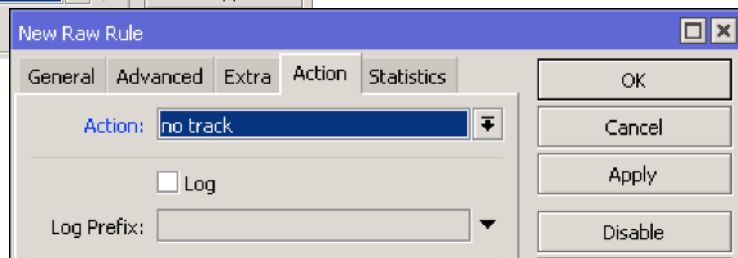 New Raw Rule
General Advanced Extra Action Statistics
OK
Action: no track
Cancel
Log
Apply
Log Prefix:
Disable